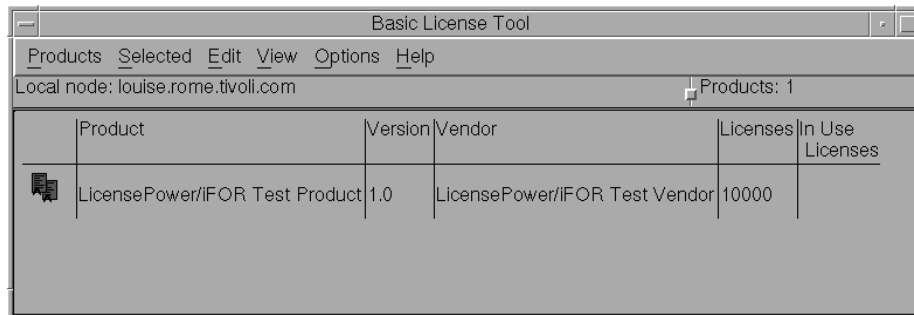 Basic License Tool
Products Selected Edit View Options Help
Local node: louise.rome.tivoli.com Products: 1
Product Version Vendor Licenses In Use
Licenses
LicensePower/iFOR Test Product 1.0 LicensePower/iFOR Test Vendor 10000